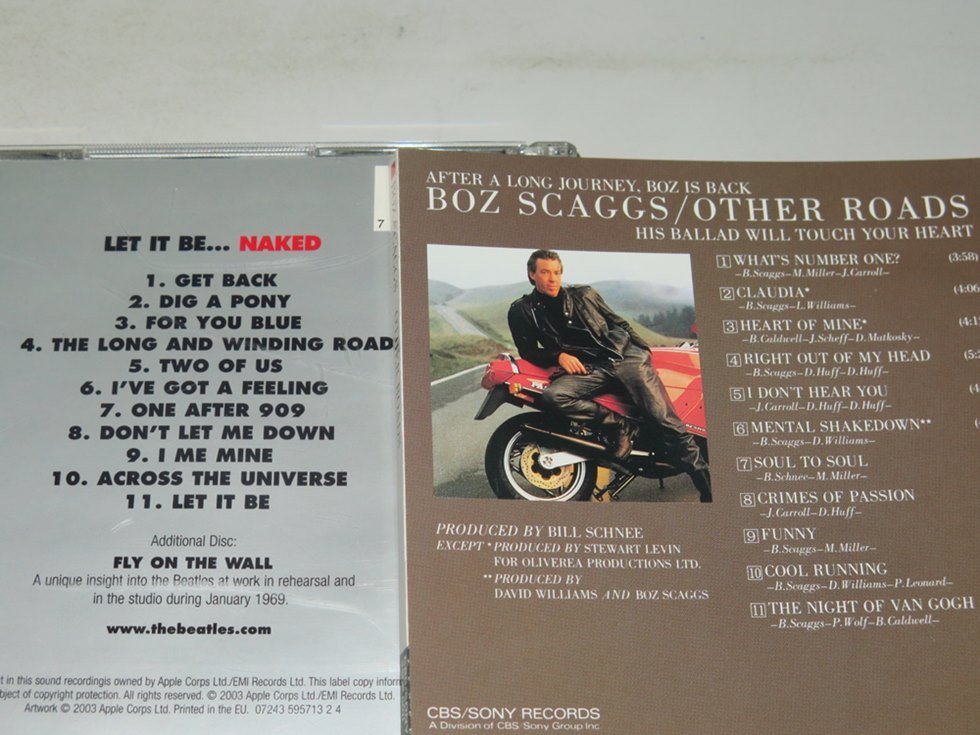 LET IT BE... NAKED
1. GET BACK
2. DIG A PONY
3. FOR YOU BLUE
4. THE LONG AND WINDING ROAD
5. TWO OF US
6. I'VE GOT A FEELING
7. ONE AFTER 909
8. DON'T LET ME DOWN
9. I ME MINE
10. ACROSS THE UNIVERSE
11. LET IT BE
Additional Disc:
FLY ON THE WALL
A unique insight into the Beatles at work in rehearsal and
in the studio during January 1969.
www.thebeatles.com
in this sound recordingis owned by Apple Corps Ltd./EMI Records Ltd. This label copy
of copyright protection. All rights reserved. ℗ 2003 Apple Corps Ltd./EMI Records Ltd.
Artwork © 2003 Apple Corps Ltd. Printed in the EU. 07243 595713 2 4
7
AFTER A LONG JOURNEY, BOZ IS BACK
BOZ SCAGGS/OTHER ROADS
HIS BALLAD WILL TOUCH YOUR HEART
1 WHAT'S NUMBER ONE? (3:58)
–B.Scaggs–M.Miller–J.Carroll–
2 CLAUDIA* (4:06
–B.Scaggs–L.Williams–
3 HEART OF MINE*
–B.Caldwell–J.Scheff–D.Matkosky–
4 RIGHT OUT OF MY HEAD
–B.Scaggs–D.Huff–D.Huff–
5 I DON'T HEAR YOU
–J.Carroll–D.Huff–D.Huff–
6 MENTAL SHAKEDOWN**
–B.Scaggs–D.Williams–
7 SOUL TO SOUL
–B.Schnee–M.Miller–
8 CRIMES OF PASSION
–J.Carroll–D.Huff–
9 FUNNY
–B.Scaggs–M.Miller–
10 COOL RUNNING
–B.Scaggs–D.Williams–P.Leonard–
11 THE NIGHT OF VAN GOGH
–B.Scaggs–P.Wolf–B.Caldwell–
PRODUCED BY BILL SCHNEE
EXCEPT *PRODUCED BY STEWART LEVIN
FOR OLIVEREA PRODUCTIONS LTD.
**PRODUCED BY
DAVID WILLIAMS AND BOZ SCAGGS
CBS/SONY RECORDS
A Division of CBS/Sony Group Inc.